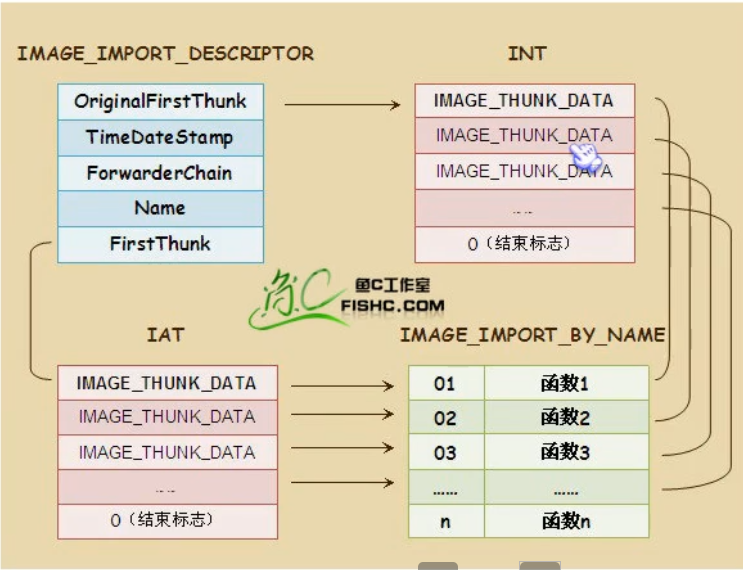 IMAGE_IMPORT_DESCRIPTOR
OriginalFirstThunk
TimeDateStamp
ForwarderChain
Name
FirstThunk
INT
IMAGE_THUNK_DATA
IMAGE_THUNK_DATA
IMAGE_THUNK_DATA
......
0（结束标志）
鱼C
鱼C工作室
FISHC.COM
IAT
IMAGE_THUNK_DATA
IMAGE_THUNK_DATA
IMAGE_THUNK_DATA
......
0（结束标志）
IMAGE_IMPORT_BY_NAME
01 函数1
02 函数2
03 函数3
...... ......
n 函数n